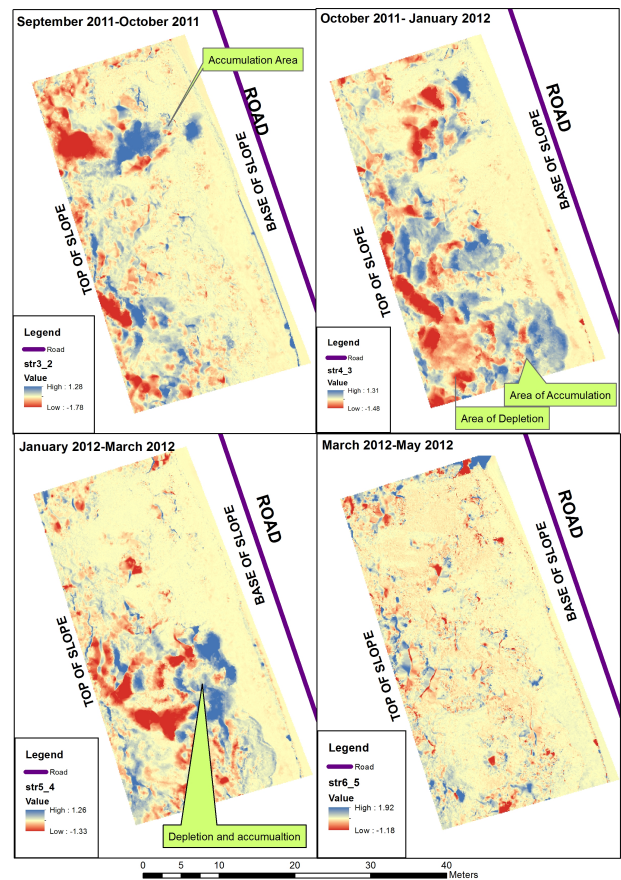 September 2011-October 2011
Accumulation Area
ROAD
BASE OF SLOPE
TOP OF SLOPE
Legend
Road
str3_2
Value
High : 1.28
Low : -1.78
October 2011- January 2012
ROAD
BASE OF SLOPE
TOP OF SLOPE
Legend
Road
str4_3
Value
High : 1.31
Low : -1.48
Area of Accumulation
Area of Depletion
January 2012-March 2012
ROAD
BASE OF SLOPE
TOP OF SLOPE
Legend
Road
str5_4
Value
High : 1.26
Low : -1.33
Depletion and accumualtion
March 2012-May 2012
ROAD
BASE OF SLOPE
TOP OF SLOPE
Legend
Road
str6_5
Value
High : 1.92
Low : -1.18
0 5 10 20 30 40
Meters